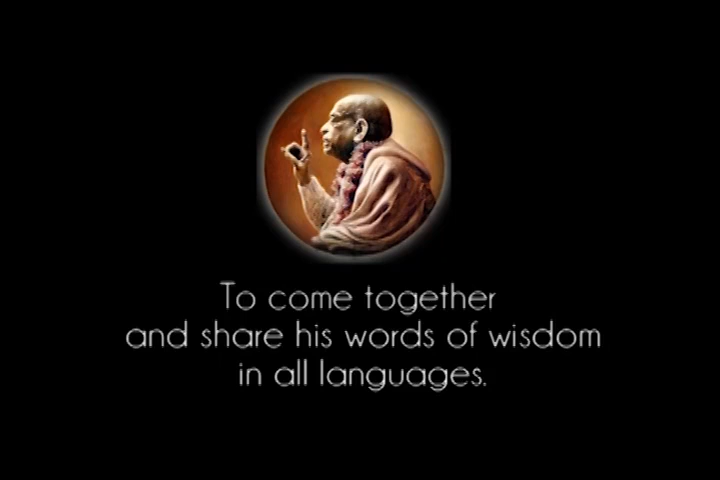 To come together
and share his words of wisdom
in all languages.